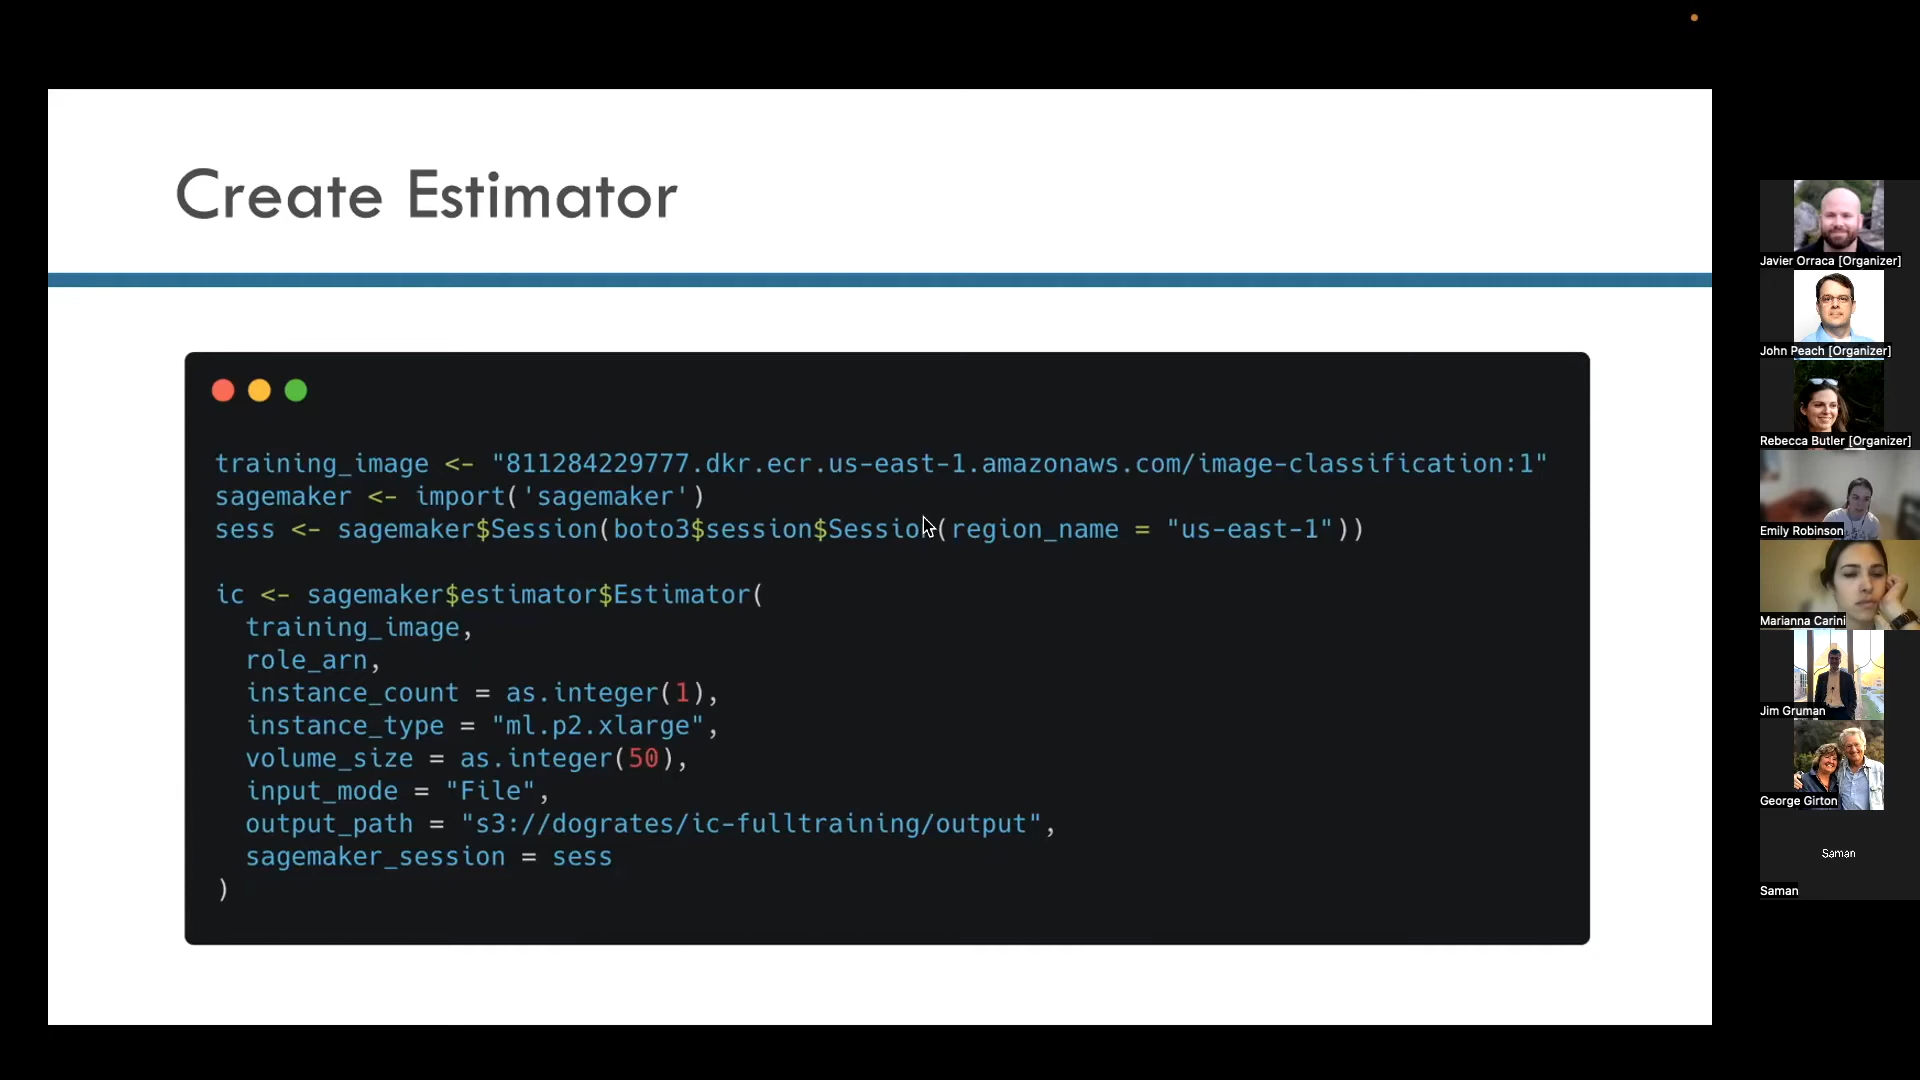 Create Estimator
training_image <- "811284229777.dkr.ecr.us-east-1.amazonaws.com/image-classification:1"
sagemaker <- import('sagemaker')
sess <- sagemaker$Session(boto3$session$Session(region_name = "us-east-1"))
ic <- sagemaker$estimator$Estimator(
training_image,
role_arn,
instance_count = as.integer(1),
instance_type = "ml.p2.xlarge",
volume_size = as.integer(50),
input_mode = "File",
output_path = "s3://dogrates/ic-fulltraining/output",
sagemaker_session = sess
)
Javier Orraca [Organizer]
John Peach [Organizer]
Rebecca Butler [Organizer]
Emily Robinson
Marianna Carini
Jim Gruman
George Girton
Saman
Saman